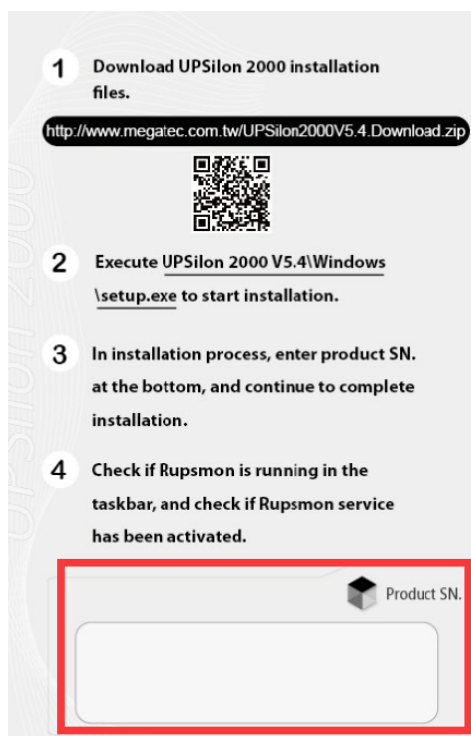 1 Download UPSilon 2000 installation
files.
http://www.megatec.com.tw/UPSilon2000V5.4.Download.zip
2 Execute UPSilon 2000 V5.4\Windows
\setup.exe to start installation.
3 In installation process, enter product SN.
at the bottom, and continue to complete
installation.
4 Check if Rupsmon is running in the
taskbar, and check if Rupsmon service
has been activated.
Product SN.
UPSilon 2000